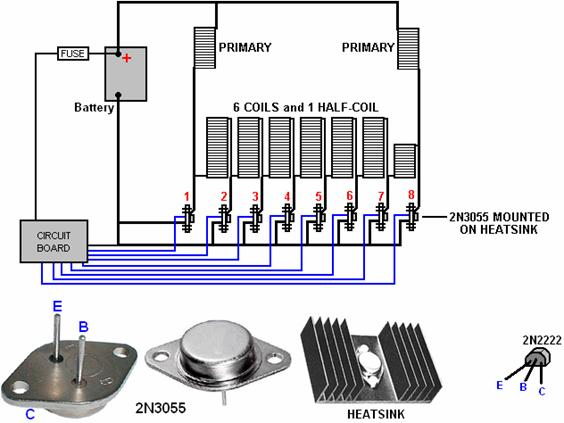 FUSE
+
PRIMARY
PRIMARY
Battery
6 COILS and 1 HALF-COIL
1 2 3 4 5 6 7 8
2N3055 MOUNTED
ON HEATSINK
CIRCUIT
BOARD
E
B
C
2N3055
HEATSINK
2N2222
E B C